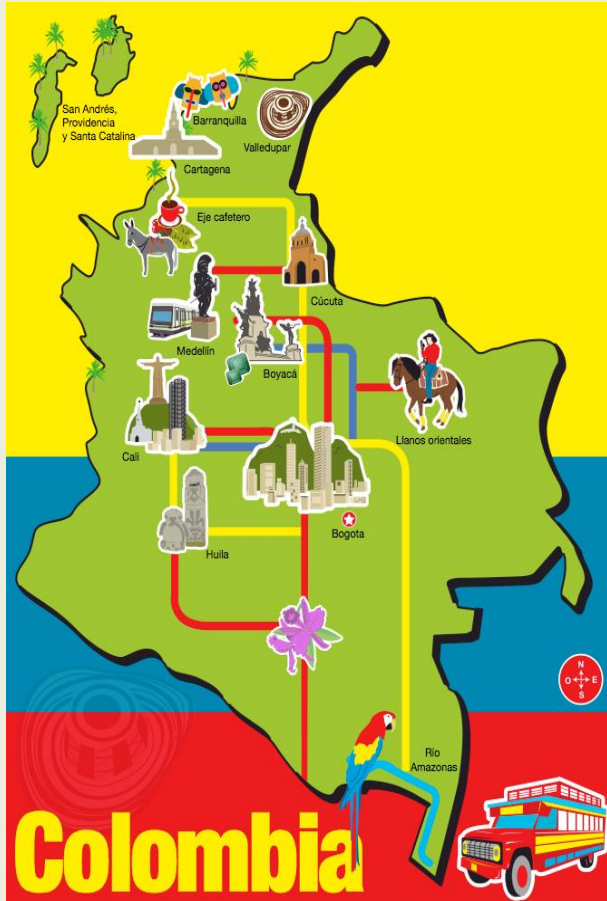 San Andrés,
Providencia
y Santa Catalina
Barranquilla
Valledupar
Cartagena
Eje cafetero
Cúcuta
Medellín
Boyacá
Llanos orientales
Cali
Bogota
Huila
N
O E
S
Río
Amazonas
Colombia